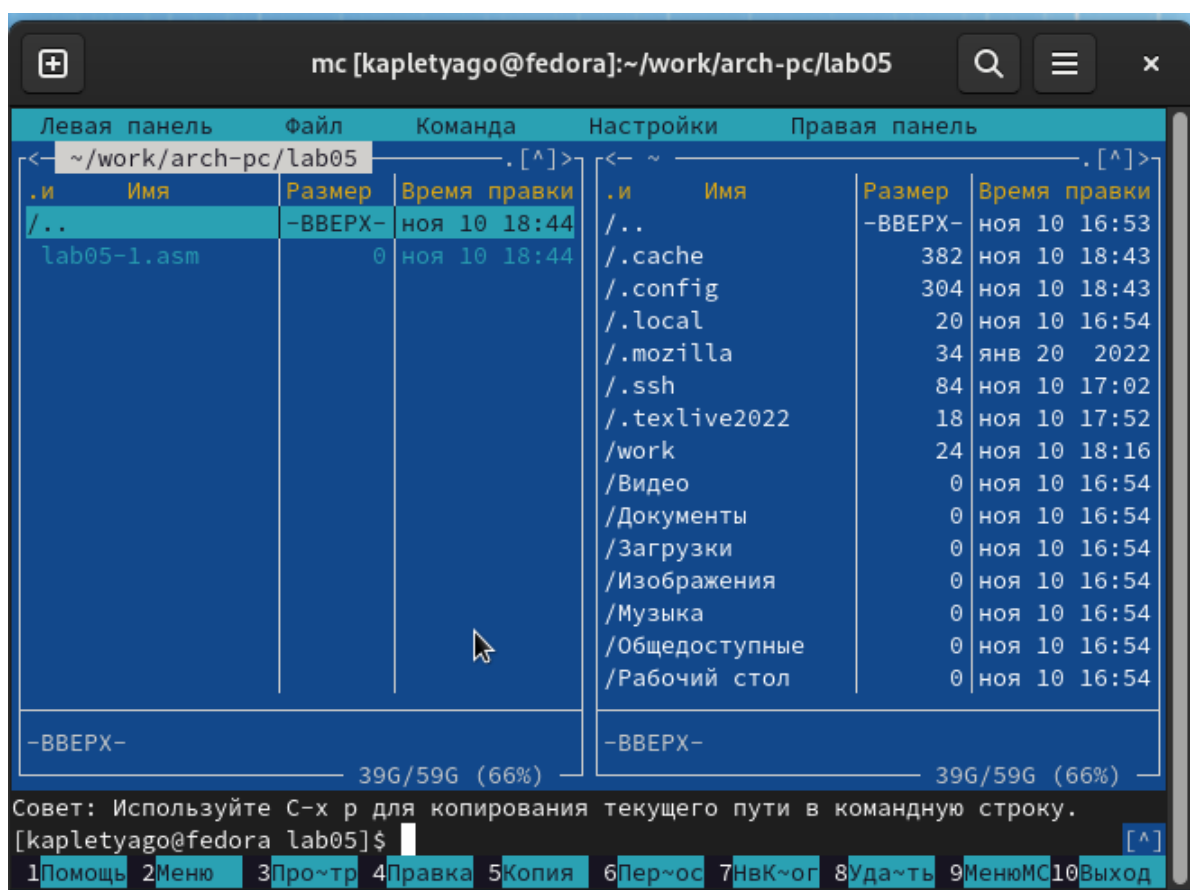 mc [kapletyago@fedora]:~/work/arch-pc/lab05
Левая панель Файл Команда Настройки Правая панель
<— ~/work/arch-pc/lab05 .[^]> <— ~ .[^]>
.и Имя Размер Время правки .и Имя Размер Время правки
/.. -ВВЕРХ- ноя 10 18:44 /.. -ВВЕРХ- ноя 10 16:53
lab05-1.asm 0 ноя 10 18:44 /.cache 382 ноя 10 18:43
/.config 304 ноя 10 18:43
/.local 20 ноя 10 16:54
/.mozilla 34 янв 20 2022
/.ssh 84 ноя 10 17:02
/.texlive2022 18 ноя 10 17:52
/work 24 ноя 10 18:16
/Видео 0 ноя 10 16:54
/Документы 0 ноя 10 16:54
/Загрузки 0 ноя 10 16:54
/Изображения 0 ноя 10 16:54
/Музыка 0 ноя 10 16:54
/Общедоступные 0 ноя 10 16:54
/Рабочий стол 0 ноя 10 16:54
-ВВЕРХ- -ВВЕРХ-
39G/59G (66%) 39G/59G (66%)
Совет: Используйте C-x p для копирования текущего пути в командную строку.
[kapletyago@fedora lab05]$ [^]
1Помощь 2Меню 3Про~тр 4Правка 5Копия 6Пер~ос 7НвК~ог 8Уда~ть 9МенюMC10Выход